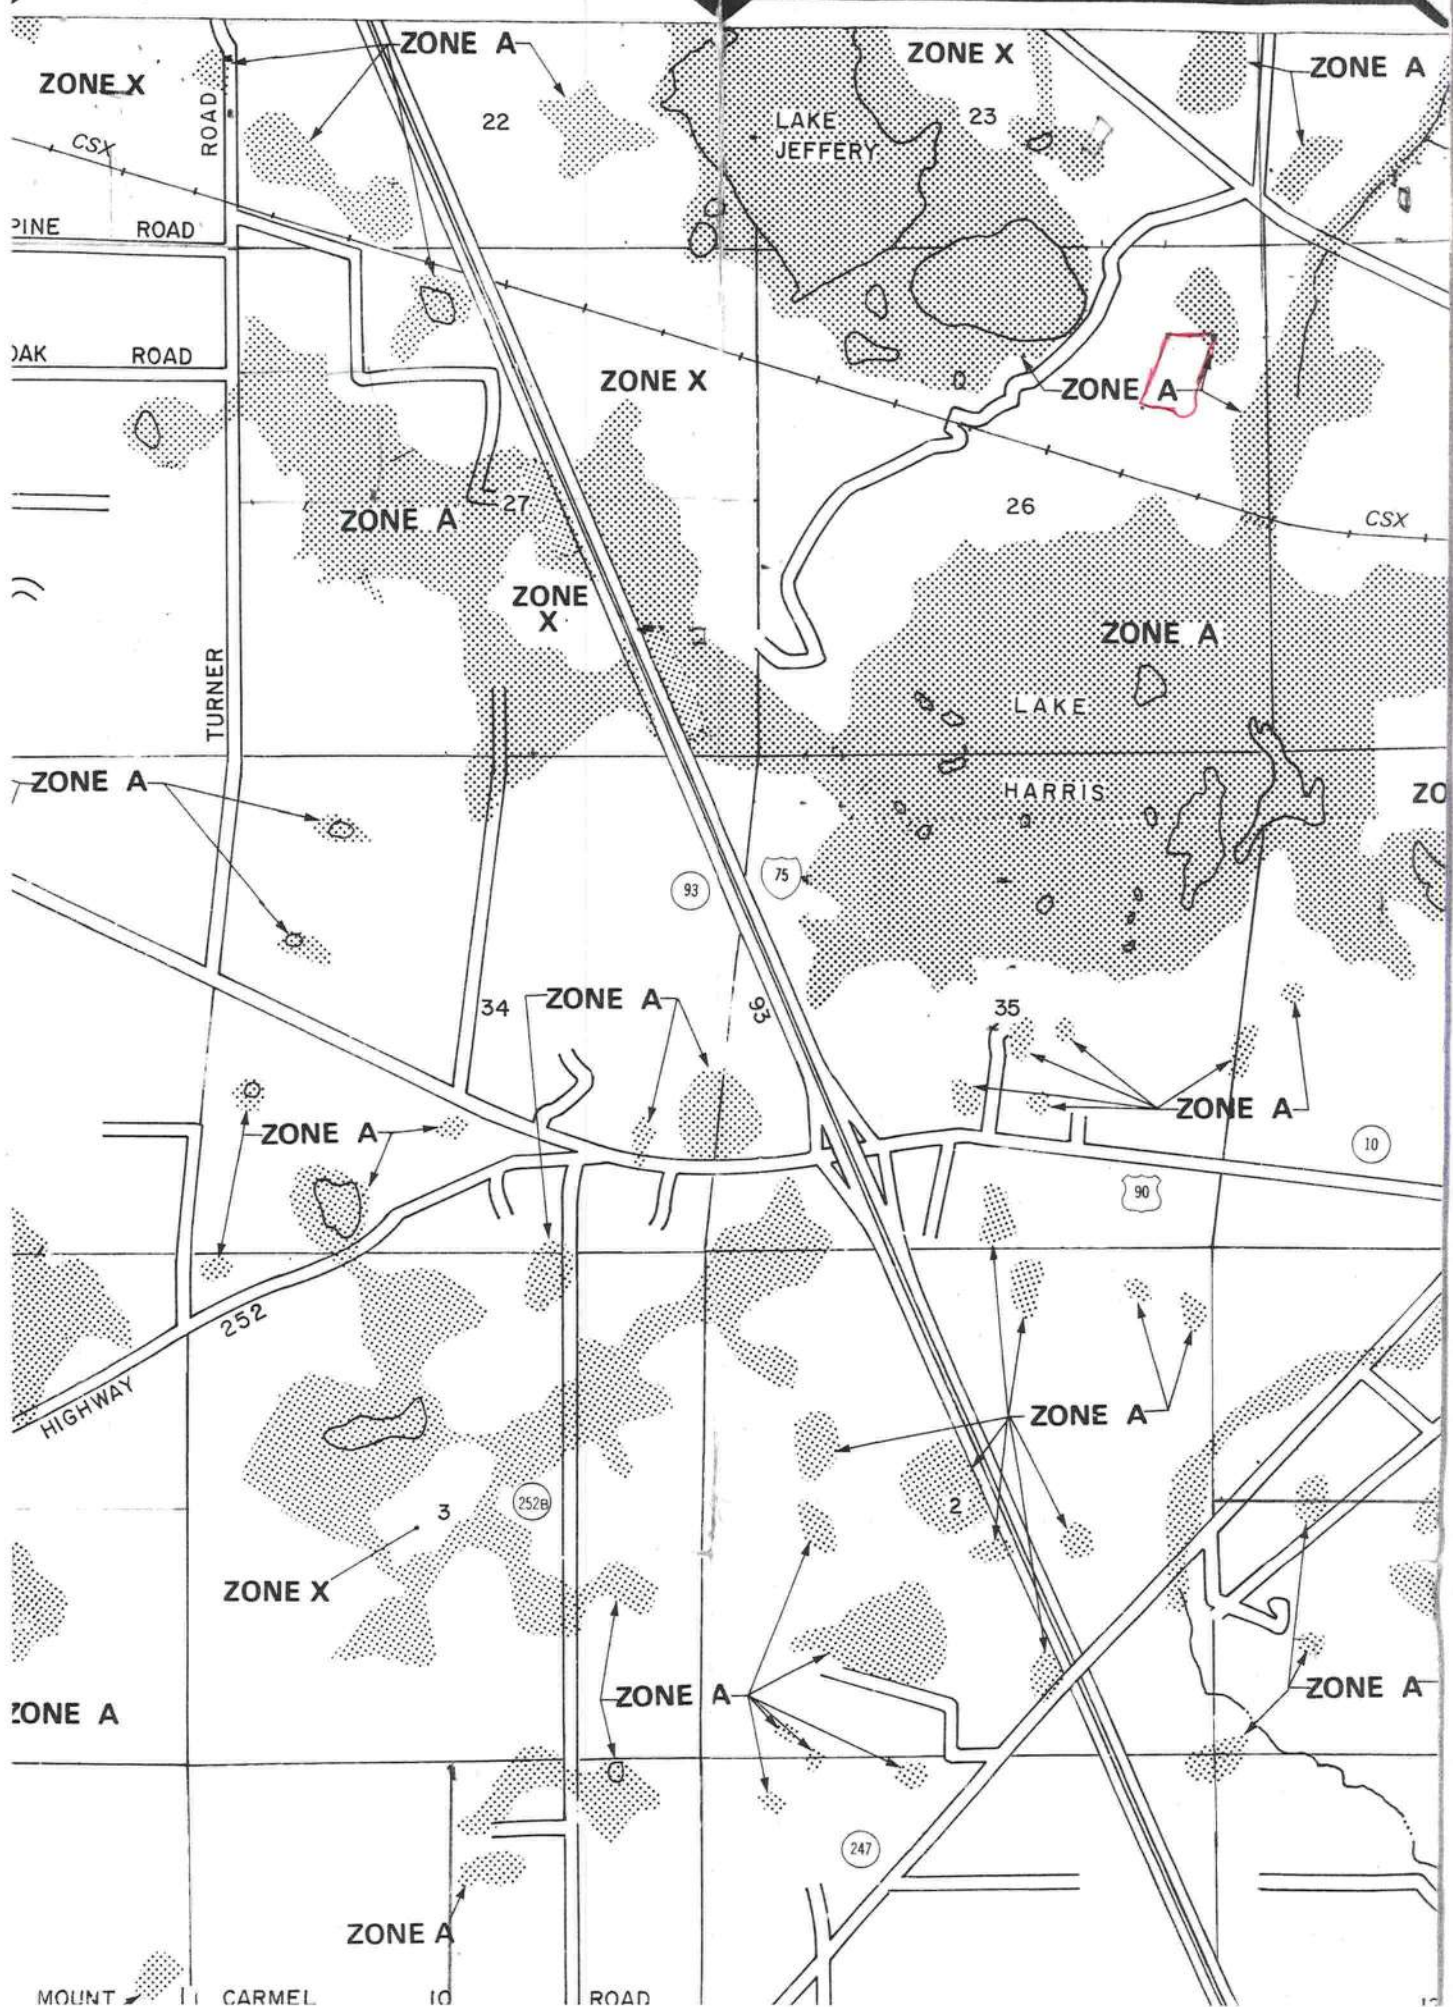 ZONE A
ZONE X
ZONE A
ZONE X
ROAD
22
LAKE
JEFFERY
23
CSX
PINE ROAD
OAK ROAD
ZONE X
ZONE A
27
ZONE A
26
CSX
ZONE
X
ZONE A
TURNER
LAKE
ZONE A
HARRIS
ZO
93
75
34
ZONE A
93
35
ZONE A
ZONE A
10
90
252
HIGHWAY
ZONE A
252B
3
2
ZONE X
ZONE A
ZONE A
ZONE A
247
ZONE A
MOUNT CARMEL 10 ROAD